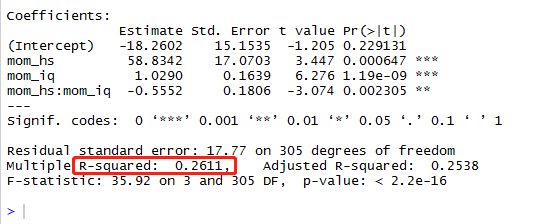 Coefficients:
Estimate Std. Error t value Pr(>|t|)
(Intercept) -18.2602 15.1535 -1.205 0.229131
mom_hs 58.8342 17.0703 3.447 0.000647 ***
mom_iq 1.0290 0.1639 6.276 1.19e-09 ***
mom_hs:mom_iq -0.5552 0.1806 -3.074 0.002305 **
---
Signif. codes: 0 ‘***’ 0.001 ‘**’ 0.01 ‘*’ 0.05 ‘.’ 0.1 ‘ ’ 1
Residual standard error: 17.77 on 305 degrees of freedom
Multiple R-squared: 0.2611, Adjusted R-squared: 0.2538
F-statistic: 35.92 on 3 and 305 DF, p-value: < 2.2e-16
>